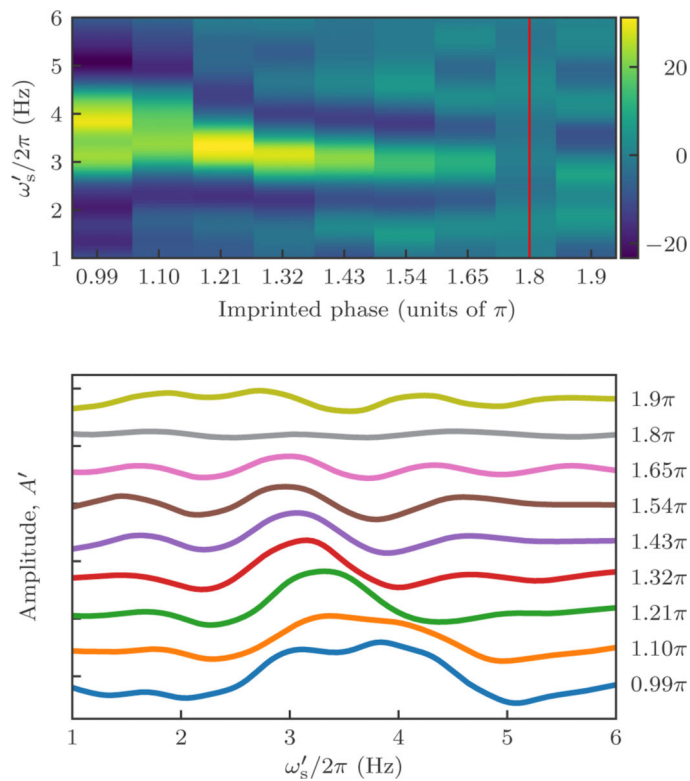 6
5
4
3
2
1
ω′ₛ/2π (Hz)
20
0
−20
0.99 1.10 1.21 1.32 1.43 1.54 1.65 1.8 1.9
Imprinted phase (units of π)
Amplitude, A′
1.9π
1.8π
1.65π
1.54π
1.43π
1.32π
1.21π
1.10π
0.99π
1 2 3 4 5 6
ω′ₛ/2π (Hz)